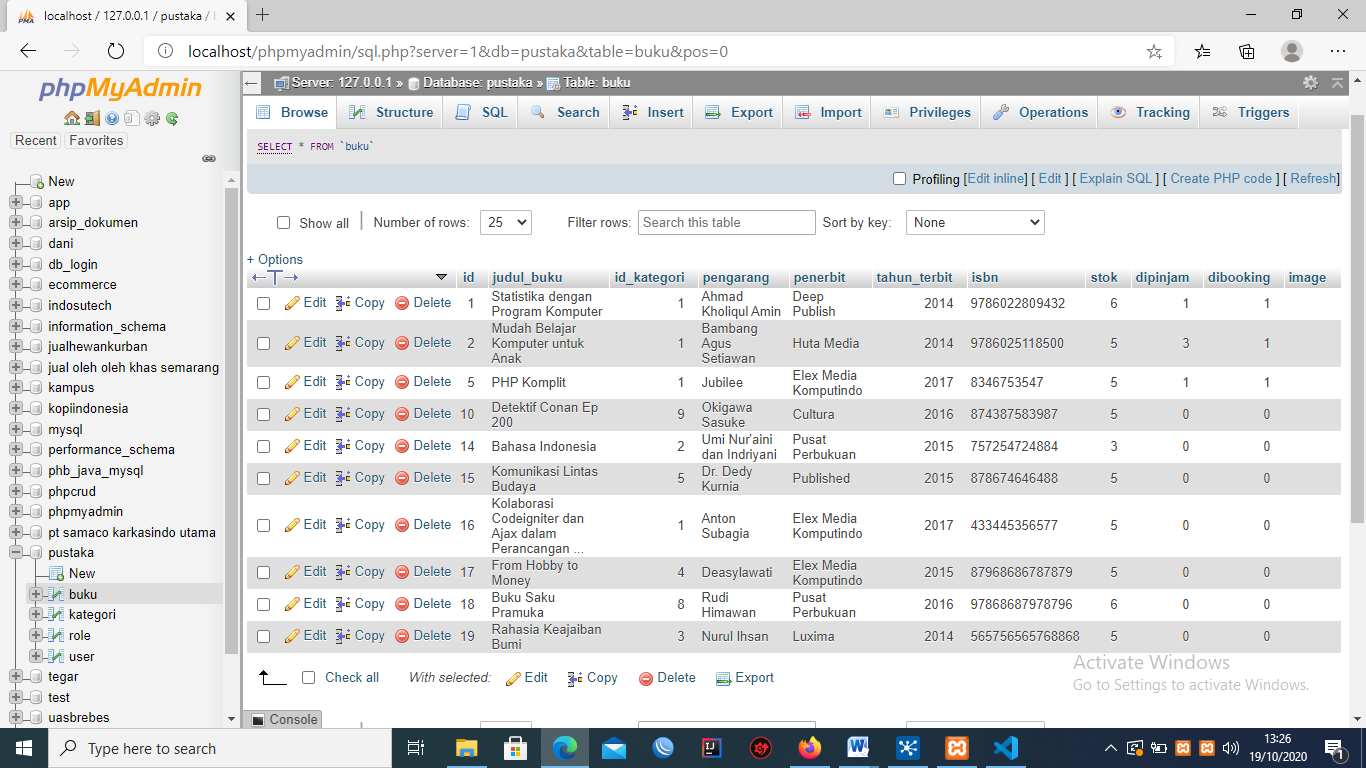 localhost / 127.0.0.1 / pustaka / b
localhost/phpmyadmin/sql.php?server=1&db=pustaka&table=buku&pos=0
phpMyAdmin
Recent Favorites
New
app
arsip_dokumen
dani
db_login
ecommerce
indosutech
information_schema
jualhewankurban
jual oleh oleh khas semarang
kampus
kopiindonesia
mysql
performance_schema
phb_java_mysql
phpcrud
phpmyadmin
pt samaco karkasindo utama
pustaka
New
buku
kategori
role
user
tegar
test
uasbrebes
Server: 127.0.0.1 » Database: pustaka » Table: buku
Browse Structure SQL Search Insert Export Import Privileges Operations Tracking Triggers
SELECT * FROM `buku`
Profiling [Edit inline] [ Edit ] [ Explain SQL ] [ Create PHP code ] [ Refresh]
Show all Number of rows: 25 Filter rows: Search this table Sort by key: None
+ Options
←T→ id judul_buku id_kategori pengarang penerbit tahun_terbit isbn stok dipinjam dibooking image
Edit Copy Delete 1 Statistika dengan Program Komputer 1 Ahmad Kholiqul Amin Deep Publish 2014 9786022809432 6 1 1
Edit Copy Delete 2 Mudah Belajar Komputer untuk Anak 1 Bambang Agus Setiawan Huta Media 2014 9786025118500 5 3 1
Edit Copy Delete 5 PHP Komplit 1 Jubilee Elex Media Komputindo 2017 8346753547 5 1 1
Edit Copy Delete 10 Detektif Conan Ep 200 9 Okigawa Sasuke Cultura 2016 874387583987 5 0 0
Edit Copy Delete 14 Bahasa Indonesia 2 Umi Nur'aini dan Indriyani Pusat Perbukuan 2015 757254724884 3 0 0
Edit Copy Delete 15 Komunikasi Lintas Budaya 5 Dr. Dedy Kurnia Published 2015 878674646488 5 0 0
Edit Copy Delete 16 Kolaborasi Codeigniter dan Ajax dalam Perancangan ... 1 Anton Subagia Elex Media Komputindo 2017 433445356577 5 0 0
Edit Copy Delete 17 From Hobby to Money 4 Deasylawati Elex Media Komputindo 2015 87968686787879 5 0 0
Edit Copy Delete 18 Buku Saku Pramuka 8 Rudi Himawan Pusat Perbukuan 2016 97868687978796 6 0 0
Edit Copy Delete 19 Rahasia Keajaiban Bumi 3 Nurul Ihsan Luxima 2014 565756565768868 5 0 0
Check all With selected: Edit Copy Delete Export
Activate Windows
Go to Settings to activate Windows.
Console
Type here to search
13:26
19/10/2020
1